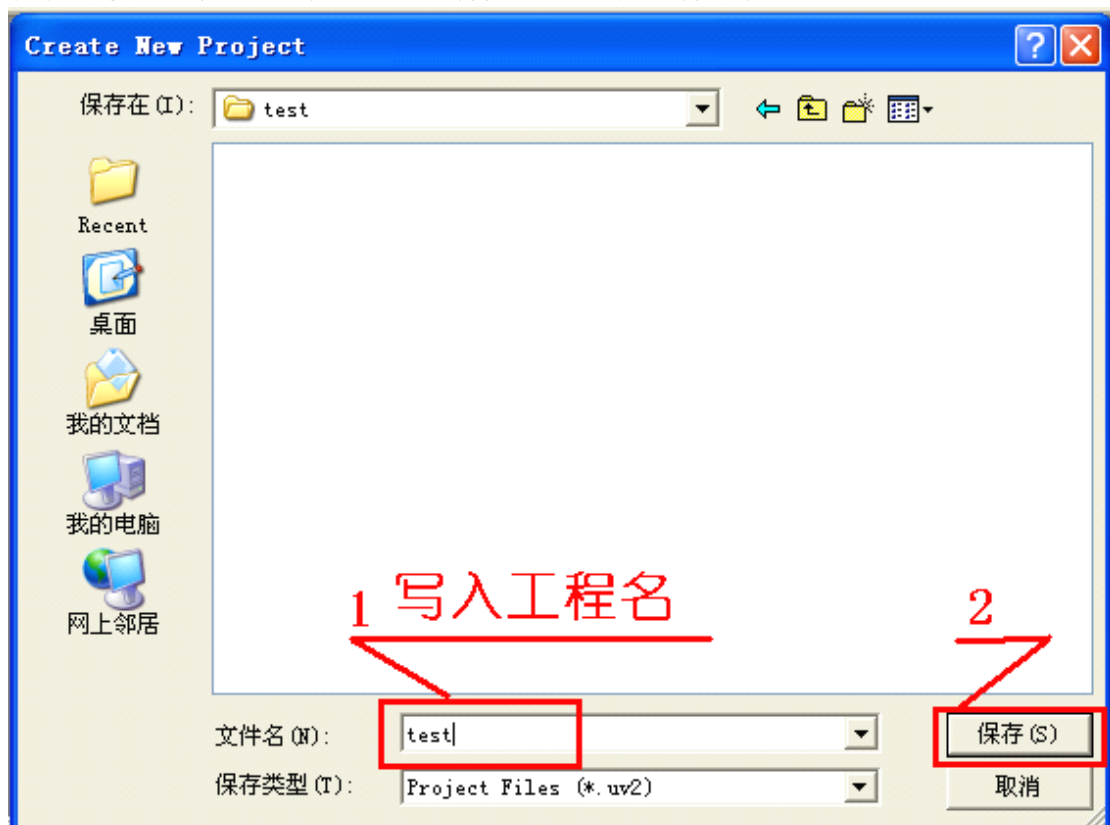 Create New Project
保存在(I):
test
Recent
桌面
我的文档
我的电脑
网上邻居
1 写入工程名
2
文件名(N):
test
保存(S)
保存类型(T):
Project Files (*.uv2)
取消